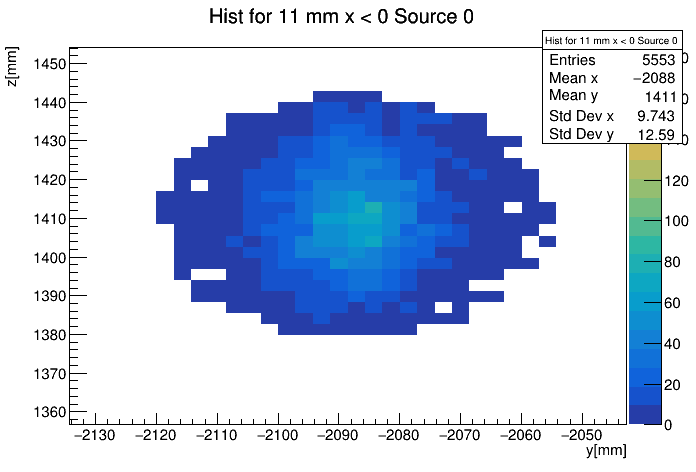 Hist for 11 mm x < 0 Source 0
z[mm]
1450
1440
1430
1420
1410
1400
1390
1380
1370
1360
−2130 −2120 −2110 −2100 −2090 −2080 −2070 −2060 −2050
y[mm]
Hist for 11 mm x < 0 Source 0
Entries 5553
Mean x −2088
Mean y 1411
Std Dev x 9.743
Std Dev y 12.59
120
100
80
60
40
20
0